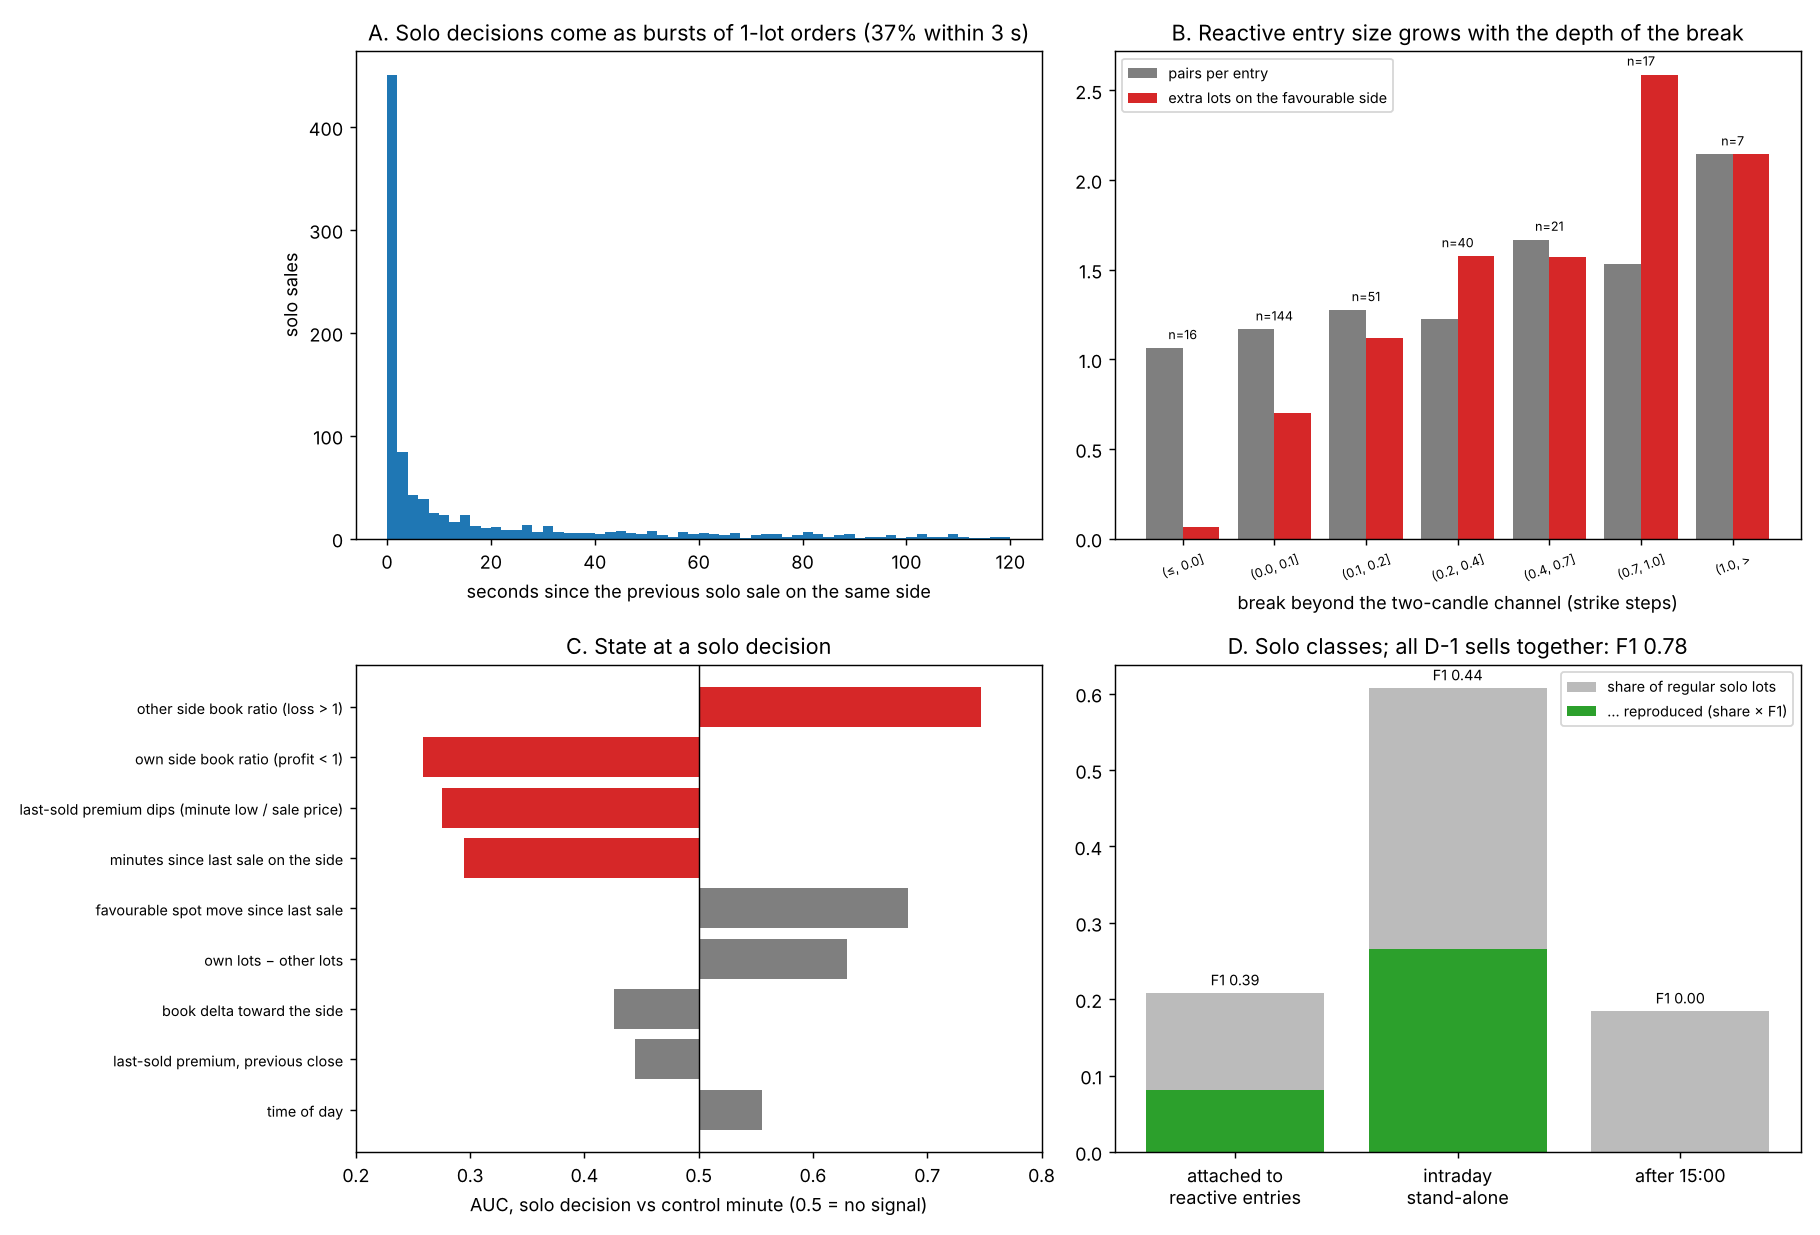 A. Solo decisions come as bursts of 1-lot orders (37% within 3 s)
solo sales
400
300
200
100
0
0 20 40 60 80 100 120
seconds since the previous solo sale on the same side
B. Reactive entry size grows with the depth of the break
pairs per entry
extra lots on the favourable side
2.5
2.0
1.5
1.0
0.5
0.0
n=16
n=144
n=51
n=40
n=21
n=17
n=7
(≤, 0.0]
(0.0, 0.1]
(0.1, 0.2]
(0.2, 0.4]
(0.4, 0.7]
(0.7, 1.0]
(1.0, >
break beyond the two-candle channel (strike steps)
C. State at a solo decision
other side book ratio (loss > 1)
own side book ratio (profit < 1)
last-sold premium dips (minute low / sale price)
minutes since last sale on the side
favourable spot move since last sale
own lots − other lots
book delta toward the side
last-sold premium, previous close
time of day
0.2 0.3 0.4 0.5 0.6 0.7 0.8
AUC, solo decision vs control minute (0.5 = no signal)
D. Solo classes; all D-1 sells together: F1 0.78
share of regular solo lots
... reproduced (share × F1)
0.6
0.5
0.4
0.3
0.2
0.1
0.0
F1 0.39
F1 0.44
F1 0.00
attached to
reactive entries
intraday
stand-alone
after 15:00